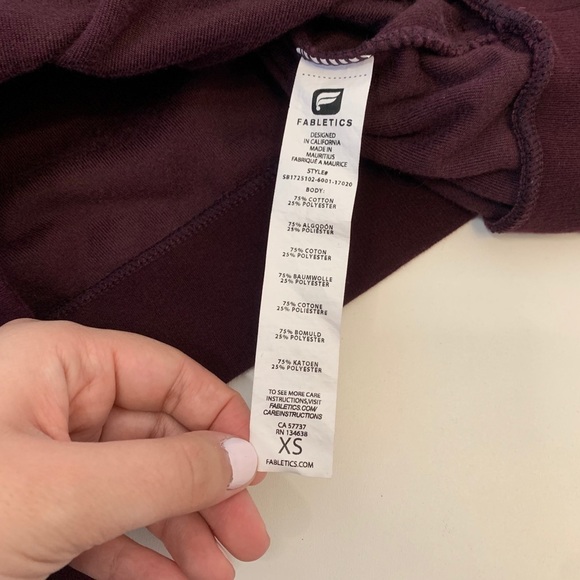 FABLETICS
DESIGNED
IN CALIFORNIA
MADE IN
MAURITIUS
FABRIQUÉ A MAURICE
STYLE#
SB1725102-6001-17020
BODY:
75% COTTON
25% POLYESTER
75% ALGODÓN
25% POLYESTER
75% COTON
25% POLYESTER
75% BAUMWOLLE
25% POLYESTER
75% COTONE
25% POLIESTERE
75% BOMULD
25% POLYESTER
75% KATOEN
25% POLYESTER
TO SEE MORE CARE
INSTRUCTIONS,VISIT
FABLETICS.COM/
CAREINSTRUCTIONS
CA 57737
RN 134638
XS
FABLETICS.COM